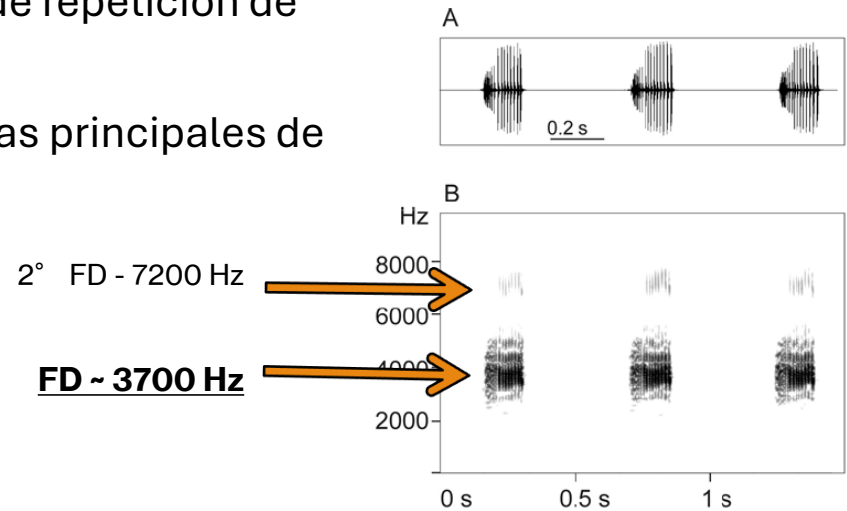 de repetición de
as principales de
2° FD - 7200 Hz
FD ~ 3700 Hz
A
0.2 s
B
Hz
8000
6000
4000
2000
0 s 0.5 s 1 s